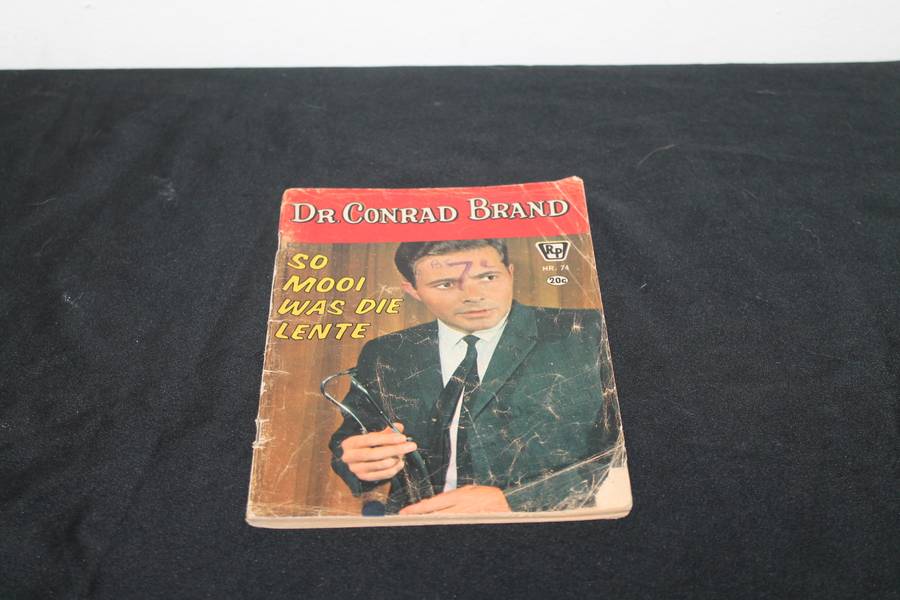 DR. CONRAD BRAND
SO
MOOI
WAS DIE
LENTE
RP
NR. 74
20c
7